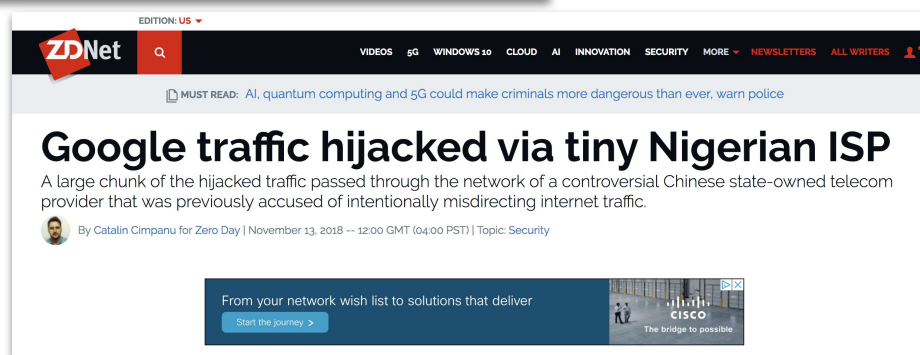 EDITION: US
ZDNet
VIDEOS 5G WINDOWS 10 CLOUD AI INNOVATION SECURITY MORE NEWSLETTERS ALL WRITERS
MUST READ: AI, quantum computing and 5G could make criminals more dangerous than ever, warn police
Google traffic hijacked via tiny Nigerian ISP
A large chunk of the hijacked traffic passed through the network of a controversial Chinese state-owned telecom
provider that was previously accused of intentionally misdirecting internet traffic.
By Catalin Cimpanu for Zero Day | November 13, 2018 -- 12:00 GMT (04:00 PST) | Topic: Security
From your network wish list to solutions that deliver
Start the journey >
CISCO
The bridge to possible